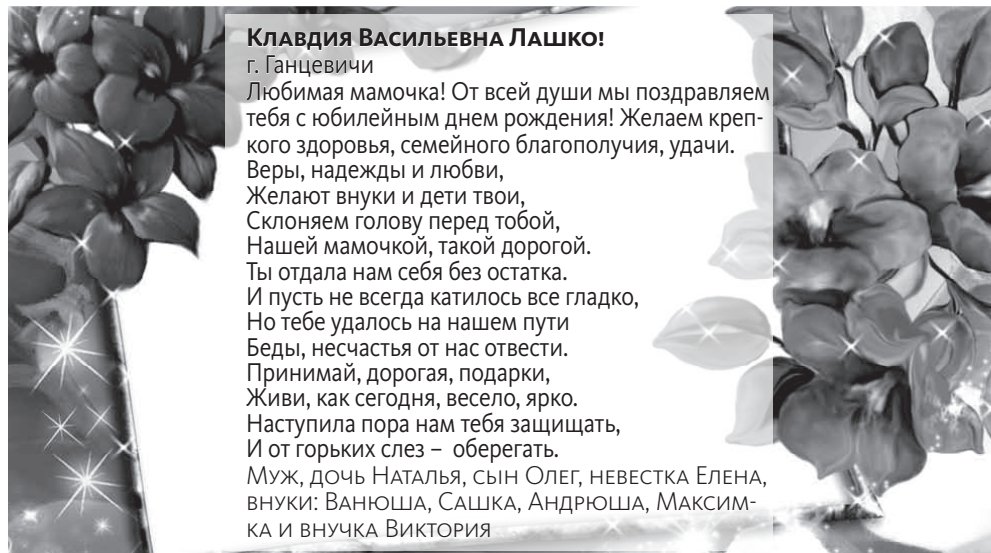 Клавдия Васильевна Лашко!
г. Ганцевичи
Любимая мамочка! От всей души мы поздравляем
тебя с юбилейным днем рождения! Желаем креп-
кого здоровья, семейного благополучия, удачи.
Веры, надежды и любви,
Желают внуки и дети твои,
Склоняем голову перед тобой,
Нашей мамочкой, такой дорогой.
Ты отдала нам себя без остатка.
И пусть не всегда катилось все гладко,
Но тебе удалось на нашем пути
Беды, несчастья от нас отвести.
Принимай, дорогая, подарки,
Живи, как сегодня, весело, ярко.
Наступила пора нам тебя защищать,
И от горьких слез – оберегать.
Муж, дочь Наталья, сын Олег, невестка Елена,
внуки: Ванюша, Сашка, Андрюша, Максим-
ка и внучка Виктория